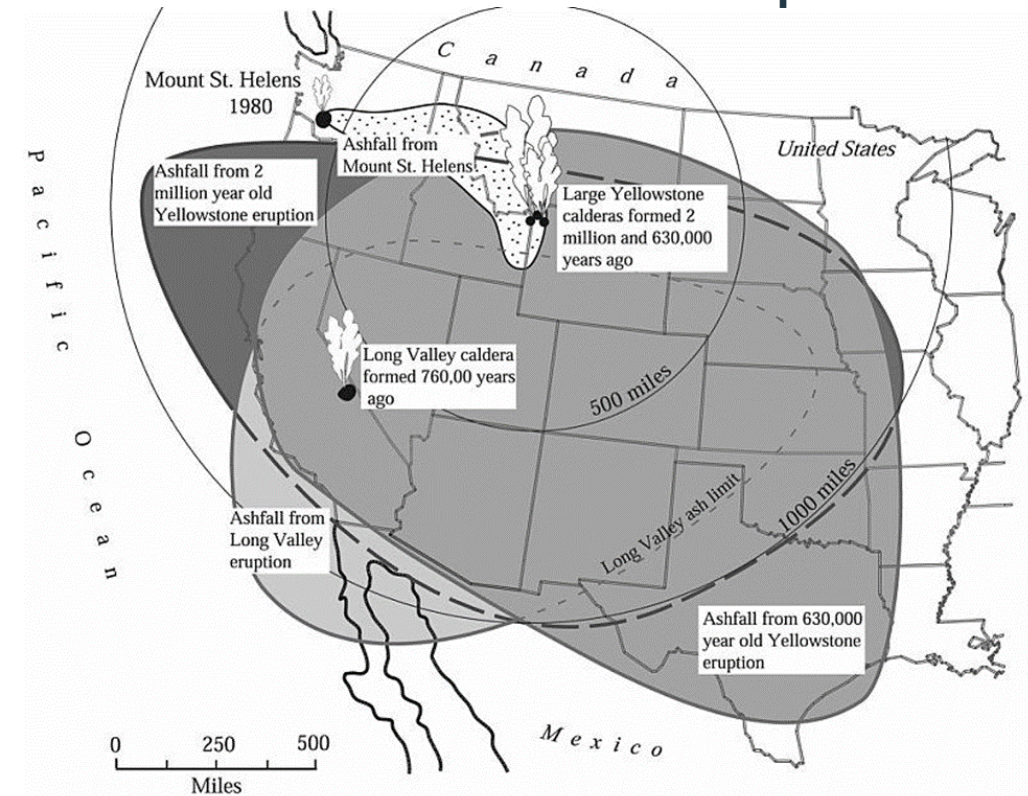 Canada
Mount St. Helens
1980
Ashfall from
Mount St. Helens
United States
Pacific Ocean
Ashfall from 2
million year old
Yellowstone eruption
Large Yellowstone
calderas formed 2
million and 630,000
years ago
Long Valley caldera
formed 760,00 years
ago
500 miles
1000 miles
Long Valley ash limit
Ashfall from
Long Valley
eruption
Ashfall from 630,000
year old Yellowstone
eruption
Mexico
0 250 500
Miles